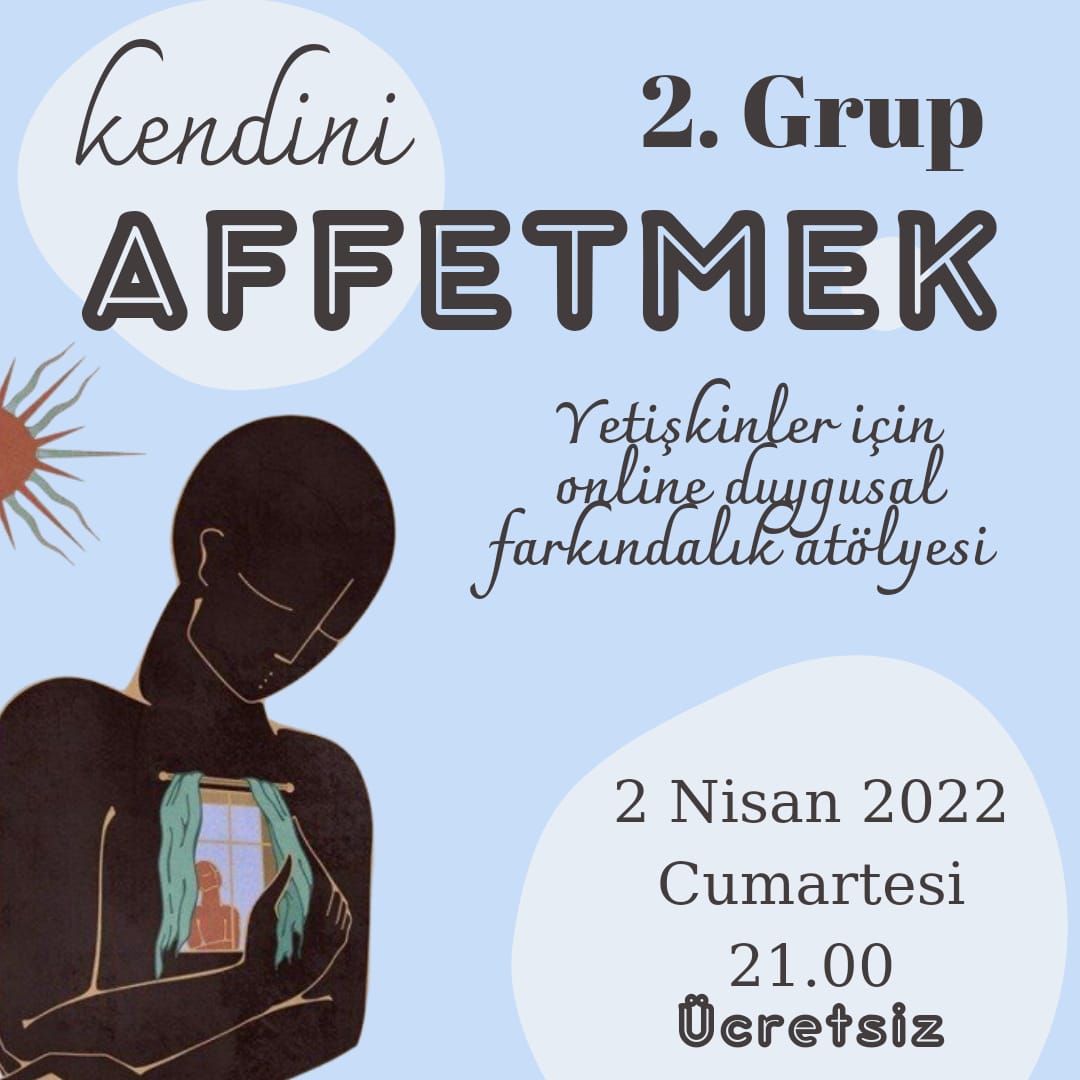 kendini
2. Grup
AFFETMEK
Yetişkinler için
online duygusal
farkındalık atölyesi
2 Nisan 2022
Cumartesi
21.00
Ücretsiz